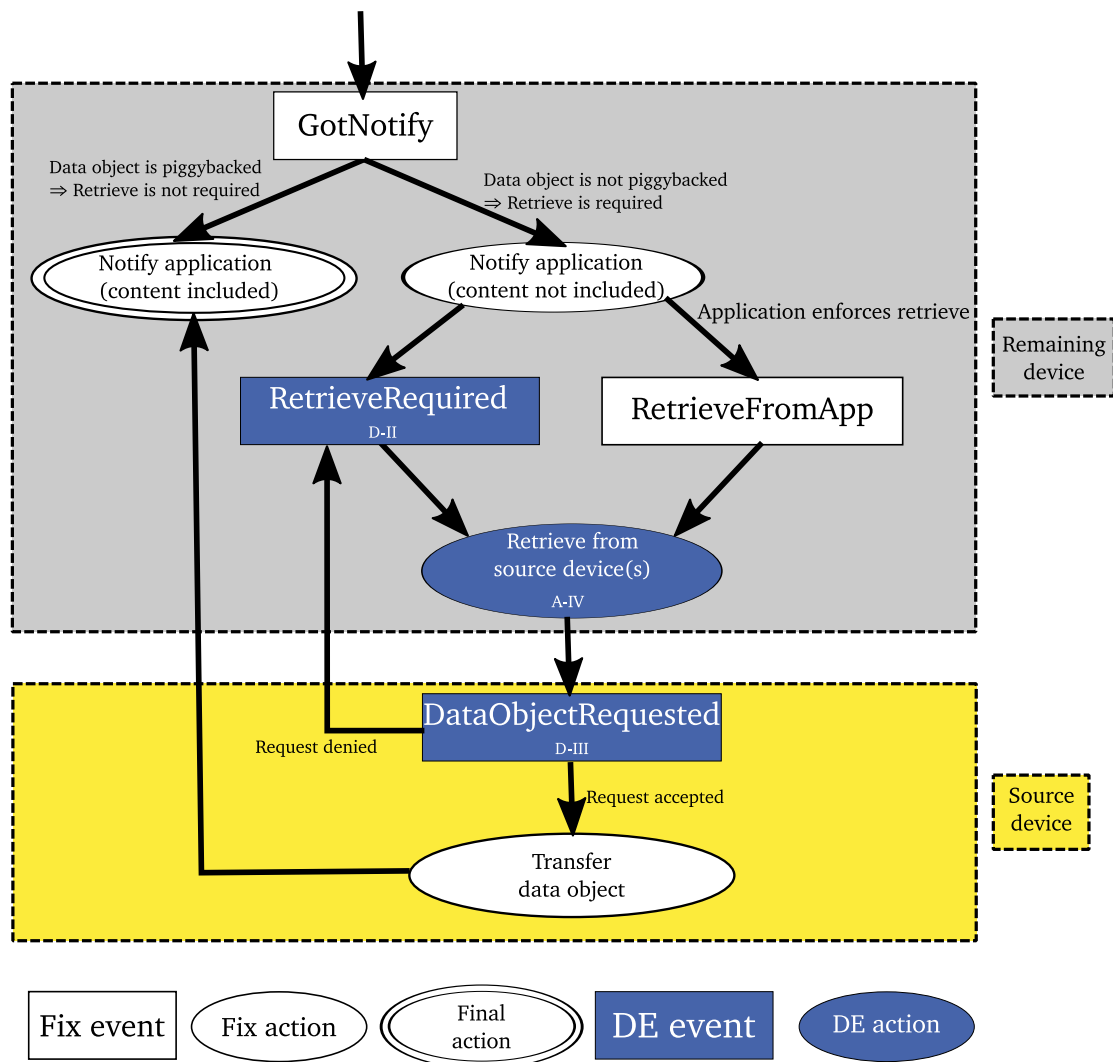 GotNotify
Data object is piggybacked
⇒ Retrieve is not required
Data object is not piggybacked
⇒ Retrieve is required
Notify application
(content included)
Notify application
(content not included)
Application enforces retrieve
Remaining
device
RetrieveRequired
D-II
RetrieveFromApp
Retrieve from
source device(s)
A-IV
DataObjectRequested
D-III
Request denied
Request accepted
Source
device
Transfer
data object
Fix event
Fix action
Final
action
DE event
DE action